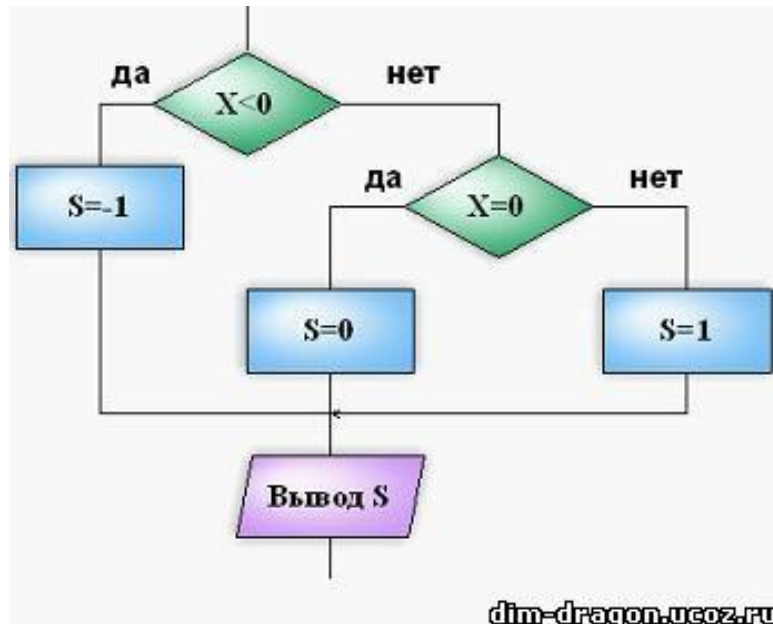 да
нет
X<0
да
нет
S=-1
X=0
S=0
S=1
Вывод S
dim-dragon.ucoz.ru